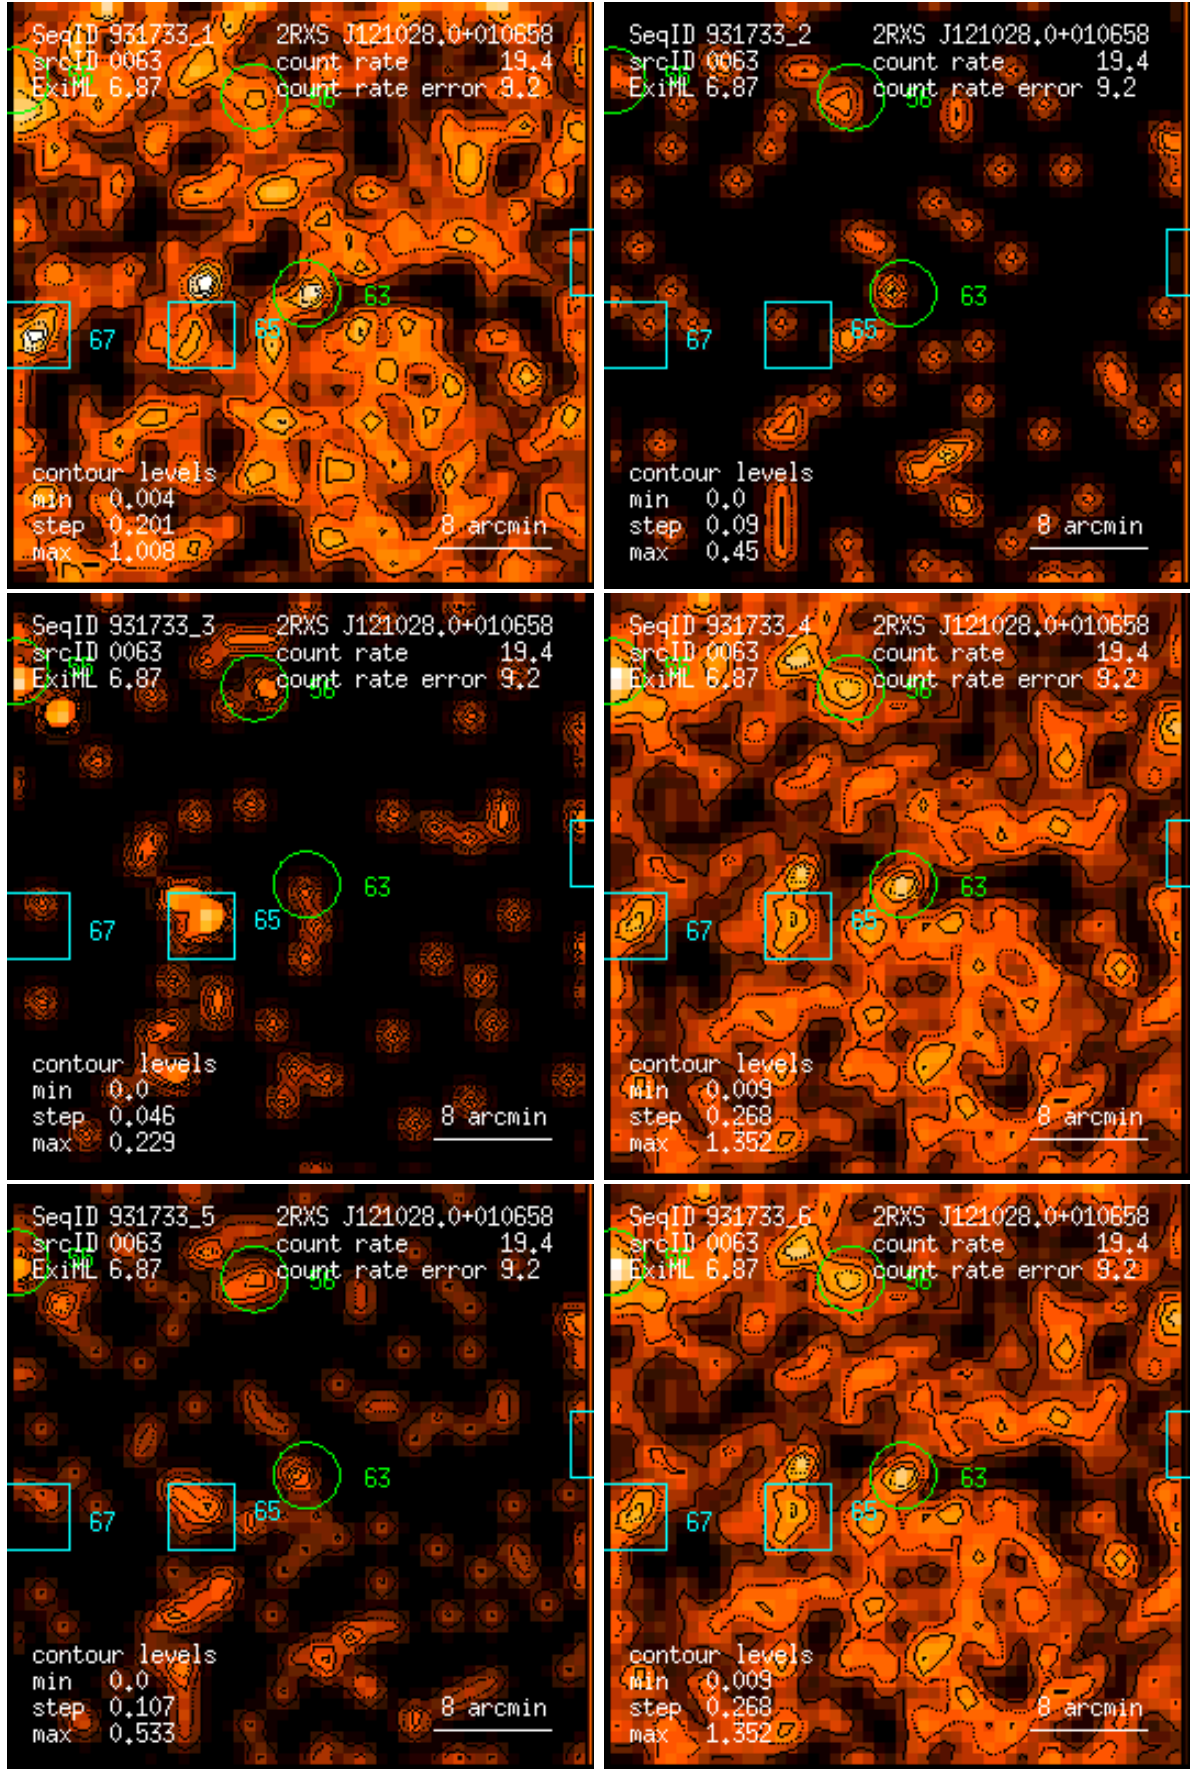 SeqID 931733_1 2RXS J121028.0+010658
srcID 0063 count rate 19.4
ExiML 6.87 count rate error 9.2
56
56
63
65
67
contour levels
min 0.004
step 0.201
max 1.008
8 arcmin
SeqID 931733_2 2RXS J121028.0+010658
srcID 0063 count rate 19.4
ExiML 6.87 count rate error 9.2
56
63
65
67
contour levels
min 0.0
step 0.09
max 0.45
8 arcmin
SeqID 931733_3 2RXS J121028.0+010658
srcID 0063 count rate 19.4
ExiML 6.87 count rate error 9.2
56
63
65
67
contour levels
min 0.0
step 0.046
max 0.229
8 arcmin
SeqID 931733_4 2RXS J121028.0+010658
srcID 0063 count rate 19.4
ExiML 6.87 count rate error 9.2
56
63
65
67
contour levels
min 0.009
step 0.268
max 1.352
8 arcmin
SeqID 931733_5 2RXS J121028.0+010658
srcID 0063 count rate 19.4
ExiML 6.87 count rate error 9.2
56
63
65
67
contour levels
min 0.0
step 0.107
max 0.533
8 arcmin
SeqID 931733_6 2RXS J121028.0+010658
srcID 0063 count rate 19.4
ExiML 6.87 count rate error 9.2
56
63
65
67
contour levels
min 0.009
step 0.268
max 1.352
8 arcmin